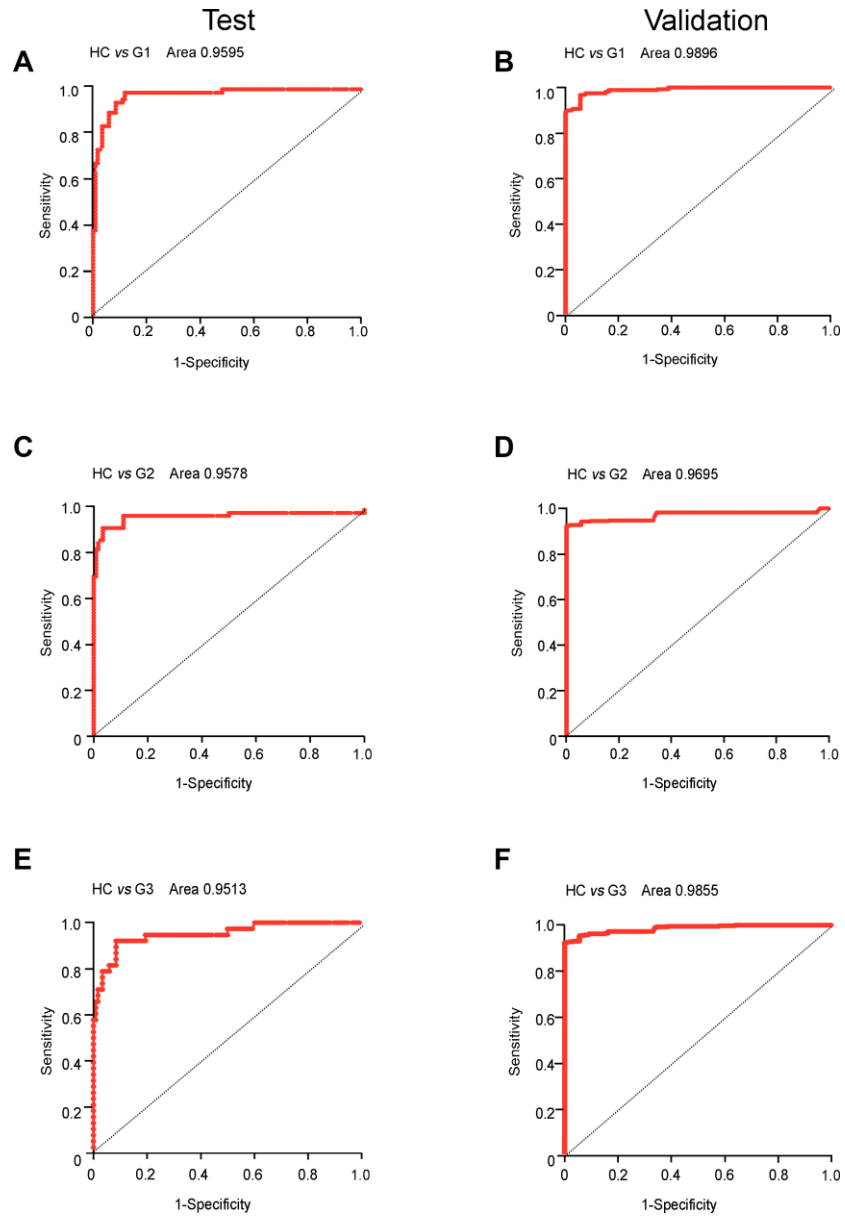 Test
Validation
A
HC vs G1 Area 0.9595
1.0
0.8
0.6
0.4
0.2
0
Sensitivity
0 0.2 0.4 0.6 0.8 1.0
1-Specificity
B
HC vs G1 Area 0.9896
1.0
0.8
0.6
0.4
0.2
0
Sensitivity
0 0.2 0.4 0.6 0.8 1.0
1-Specificity
C
HC vs G2 Area 0.9578
1.0
0.8
0.6
0.4
0.2
0
Sensitivity
0 0.2 0.4 0.6 0.8 1.0
1-Specificity
D
HC vs G2 Area 0.9695
1.0
0.8
0.6
0.4
0.2
0
Sensitivity
0 0.2 0.4 0.6 0.8 1.0
1-Specificity
E
HC vs G3 Area 0.9513
1.0
0.8
0.6
0.4
0.2
0
Sensitivity
0 0.2 0.4 0.6 0.8 1.0
1-Specificity
F
HC vs G3 Area 0.9855
1.0
0.8
0.6
0.4
0.2
0
Sensitivity
0 0.2 0.4 0.6 0.8 1.0
1-Specificity